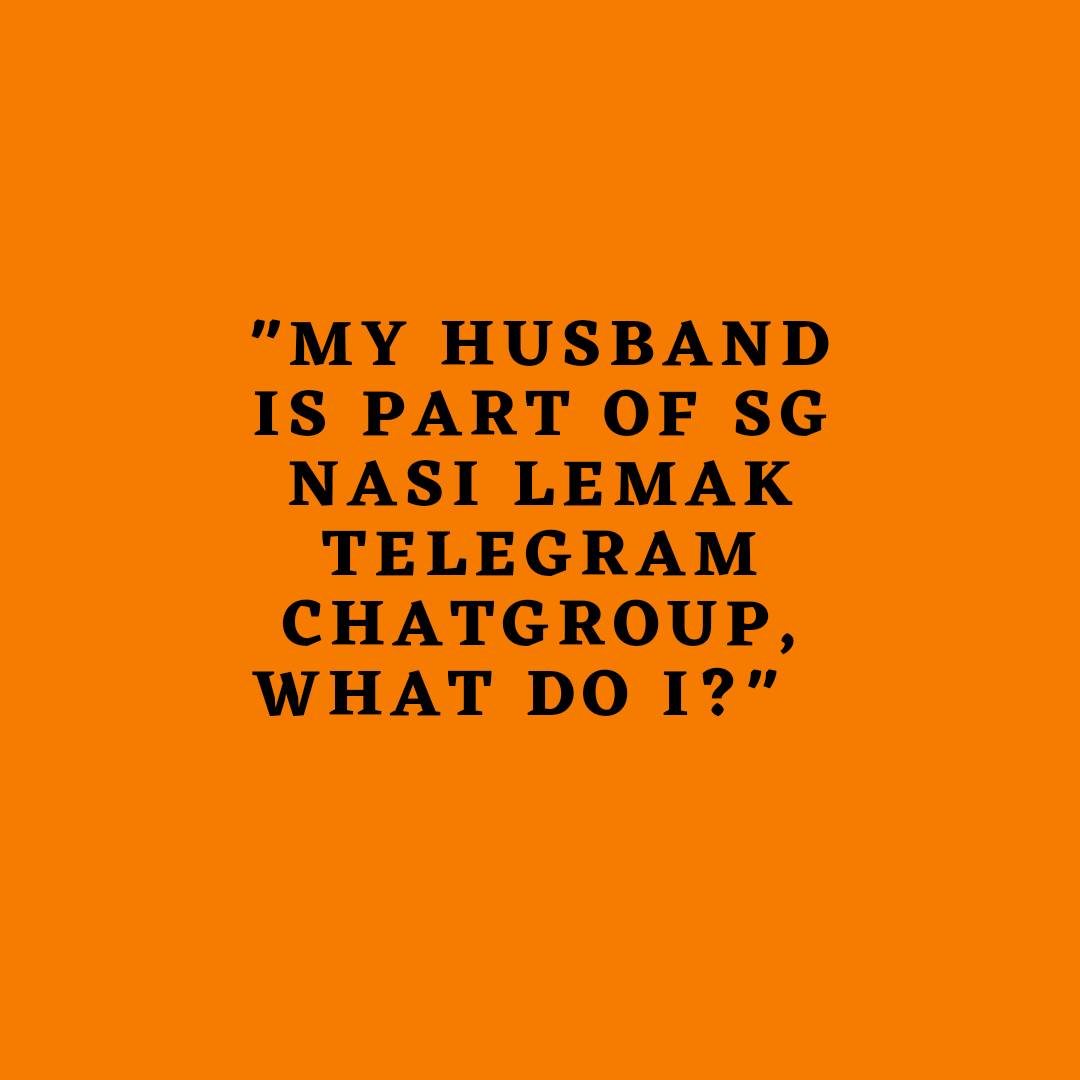 "MY HUSBAND
IS PART OF SG
NASI LEMAK
TELEGRAM
CHATGROUP,
WHAT DO I?"